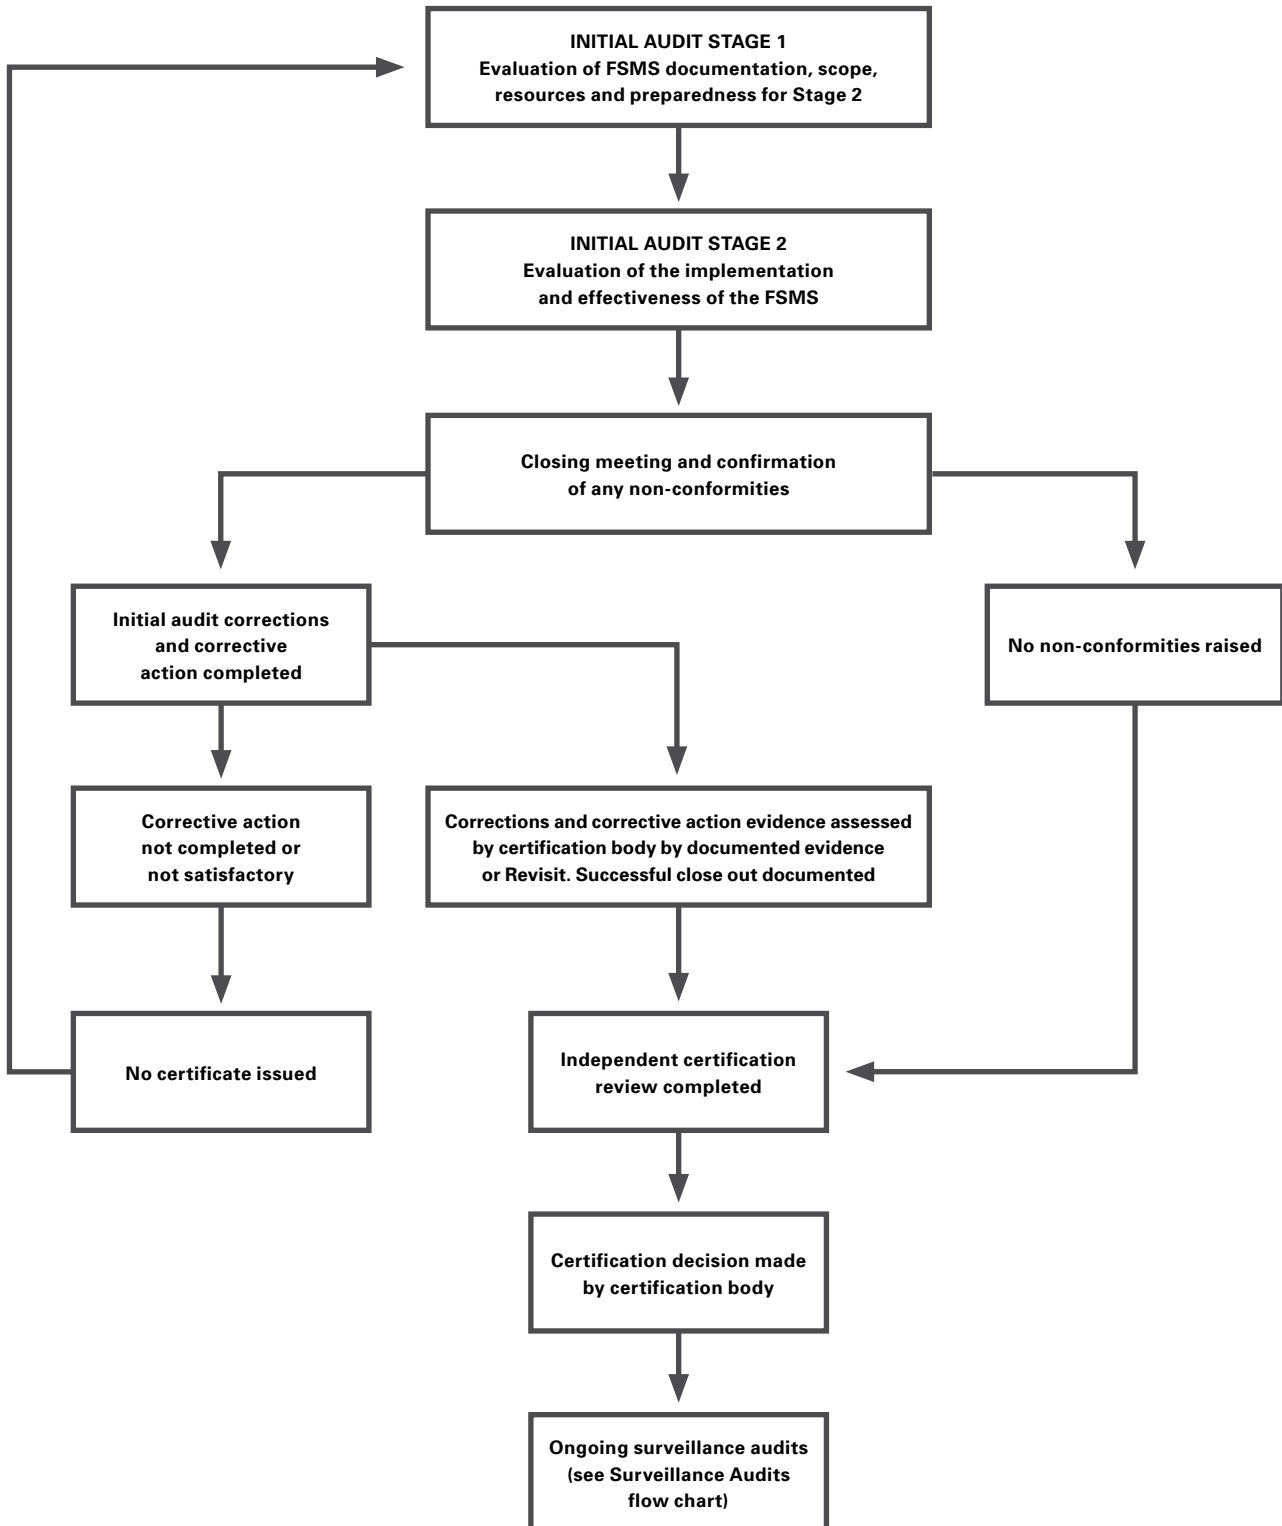 INITIAL AUDIT STAGE 1
Evaluation of FSMS documentation, scope,
resources and preparedness for Stage 2
INITIAL AUDIT STAGE 2
Evaluation of the implementation
and effectiveness of the FSMS
Closing meeting and confirmation
of any non-conformities
Initial audit corrections
and corrective
action completed
No non-conformities raised
Corrective action
not completed or
not satisfactory
Corrections and corrective action evidence assessed
by certification body by documented evidence
or Revisit. Successful close out documented
No certificate issued
Independent certification
review completed
Certification decision made
by certification body
Ongoing surveillance audits
(see Surveillance Audits
flow chart)